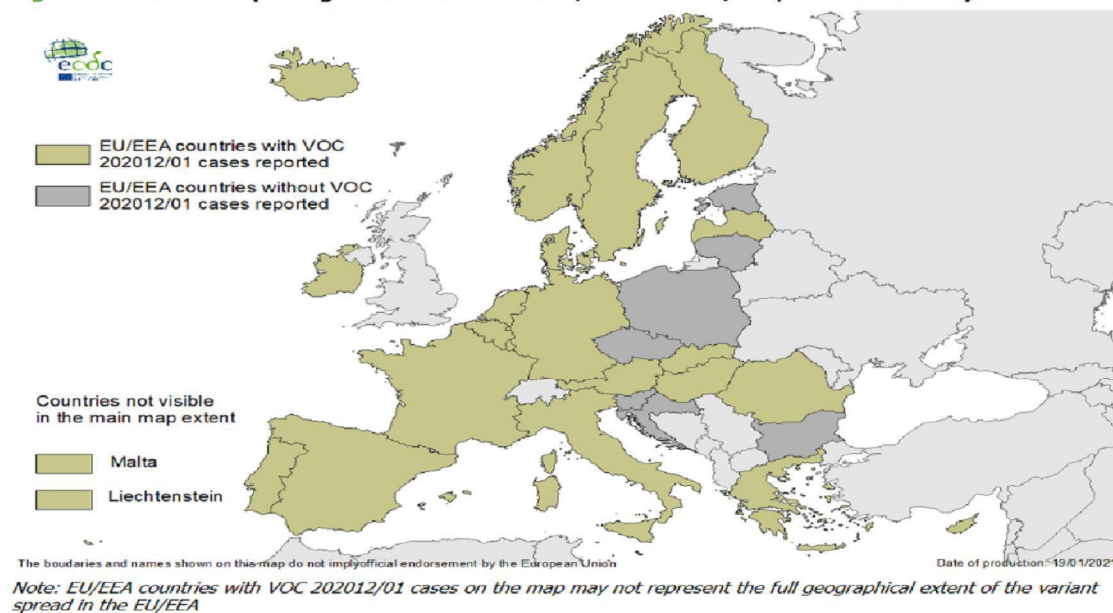 ecdc
EU/EEA countries with VOC
202012/01 cases reported
EU/EEA countries without VOC
202012/01 cases reported
Countries not visible
in the main map extent
Malta
Liechtenstein
The boudaries and names shown on this map do not implyofficial endorsement by the European Union
Date of production: 19/01/2021
Note: EU/EEA countries with VOC 202012/01 cases on the map may not represent the full geographical extent of the variant
spread in the EU/EEA